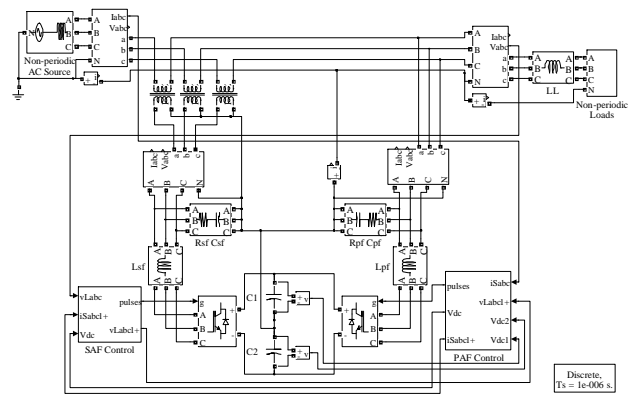 Iabc
A
A
Vabc
B
B
a
C
C
b
c
N
Non-periodic
AC Source
Iabc
A
Vabc
B
a
b
C
c
N
A
A
B
B
C
C
LL
A
B
C
N
Non-periodic
Loads
+
i
+
i
Iabc
Vabc
a
b
c
A
B
C
N
Iabc
Vabc
a
b
c
A
B
C
N
A
A
B
B
C
C
Rsf Csf
A
A
B
B
C
C
Rpf Cpf
A
B
C
Lsf
A
B
C
A
B
C
Lpf
A
B
C
vLabc
pulses
iSabcl+
Vdc
vLabcl+
SAF Control
g
A
B
C
+
-
C1
+
v
C2
+
v
g
A
B
C
+
-
pulses
iSabc
vLabcl+
Vdc
Vdc2
iSabcl+
Vdc1
PAF Control
Discrete,
Ts = 1e-006 s.